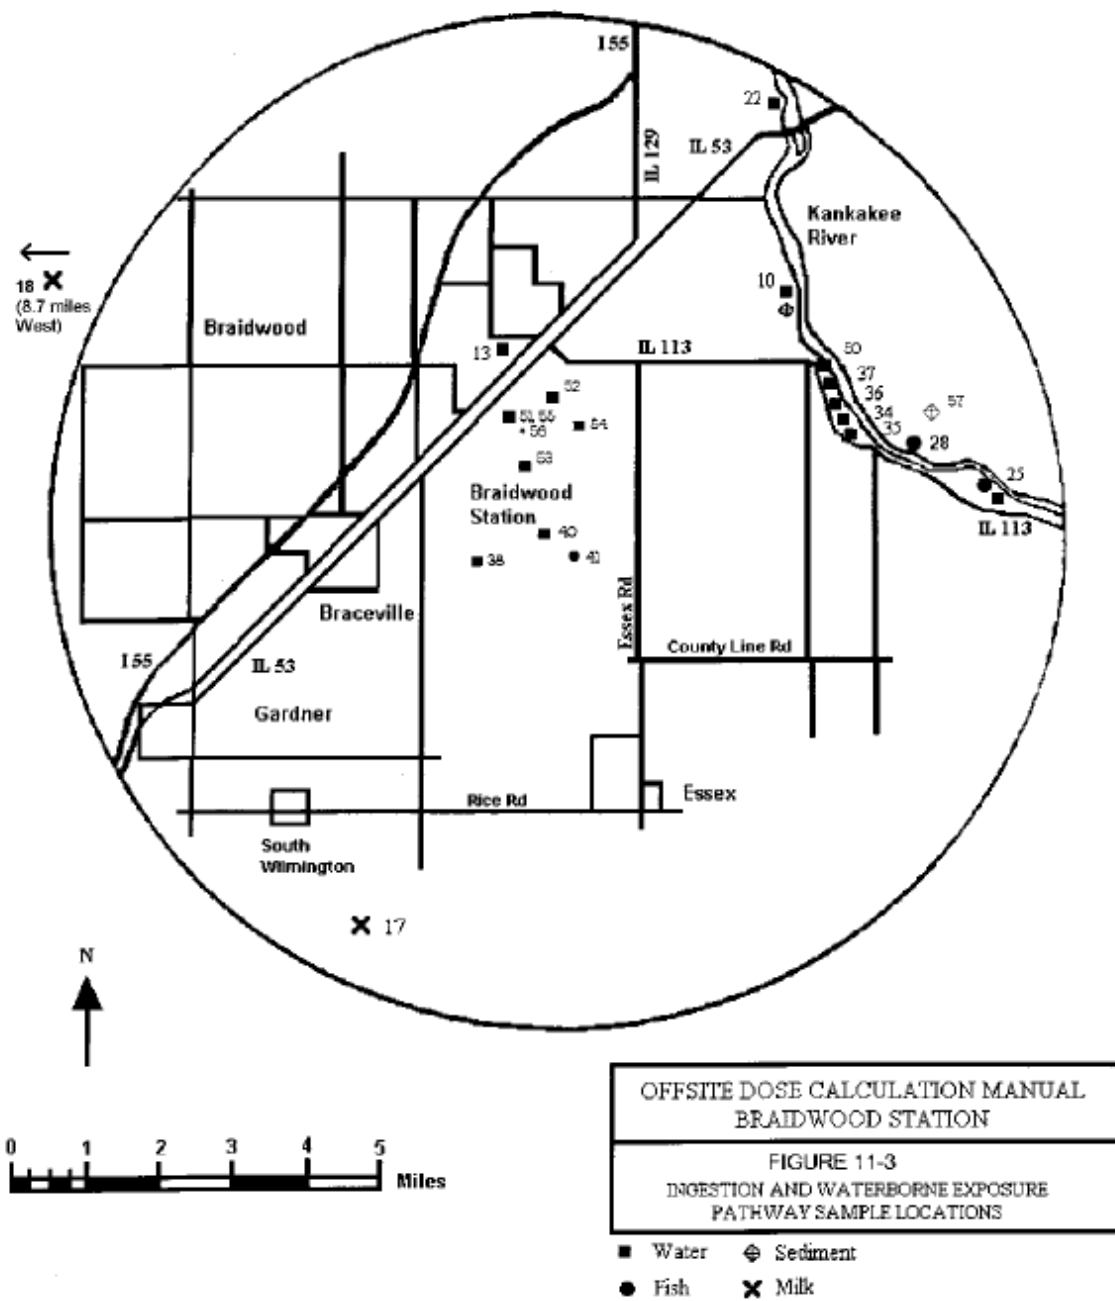 I 55
22
IL 129
IL 53
Kankakee
River
18
(8.7 miles
West)
10
Braidwood
13
IL 113
37
52
36
57
51 55
56
54
34
35
28
53
25
Braidwood
Station
IL 113
40
38
41
Essex Rd
Braceville
County Line Rd
I 55
IL 53
Gardner
Essex
Rice Rd
South
Wilmington
17
N
0 1 2 3 4 5
Miles
OFFSITE DOSE CALCULATION MANUAL
BRAIDWOOD STATION
FIGURE 11-3
INGESTION AND WATERBORNE EXPOSURE
PATHWAY SAMPLE LOCATIONS
Water Sediment
Fish Milk